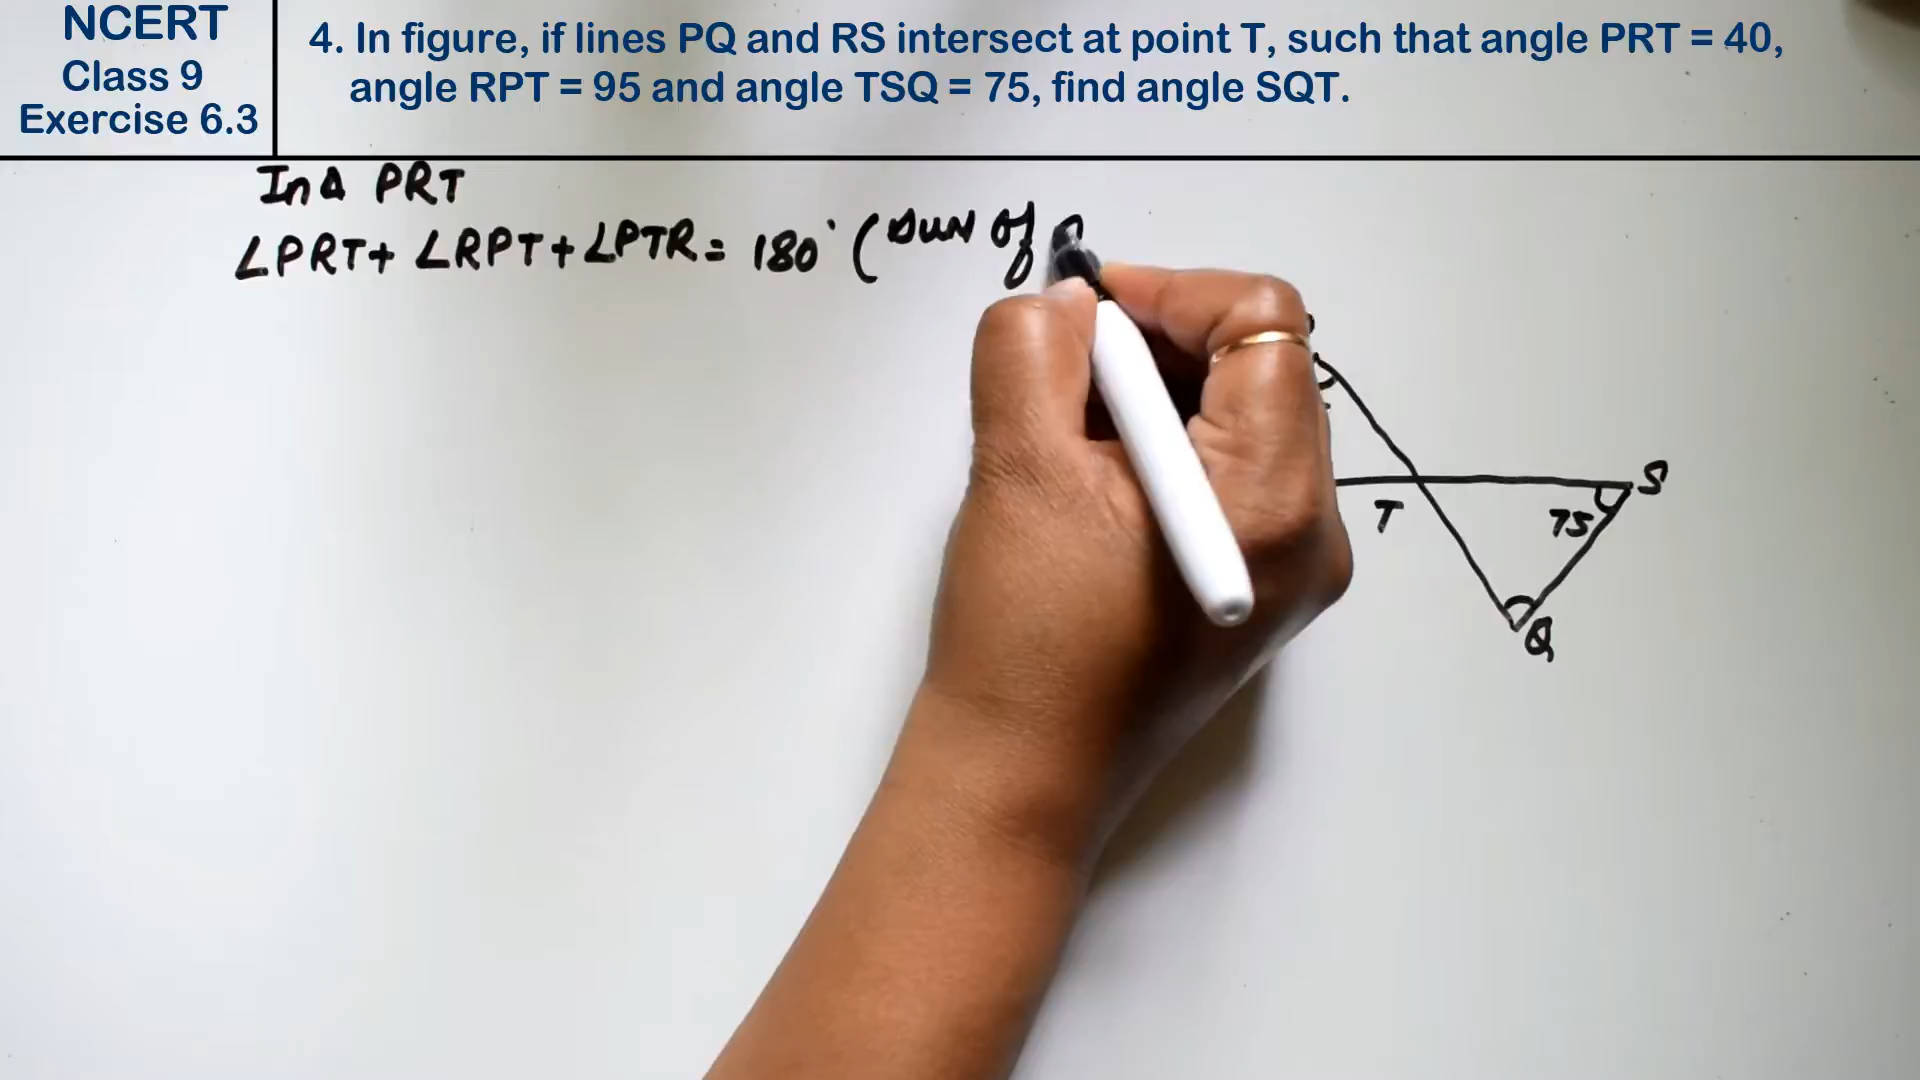 NCERT
Class 9
Exercise 6.3
4. In figure, if lines PQ and RS intersect at point T, such that angle PRT = 40,
angle RPT = 95 and angle TSQ = 75, find angle SQT.
In Δ PRT
∠PRT+ ∠RPT+∠PTR= 180° (Sum of
S
T
75
Q